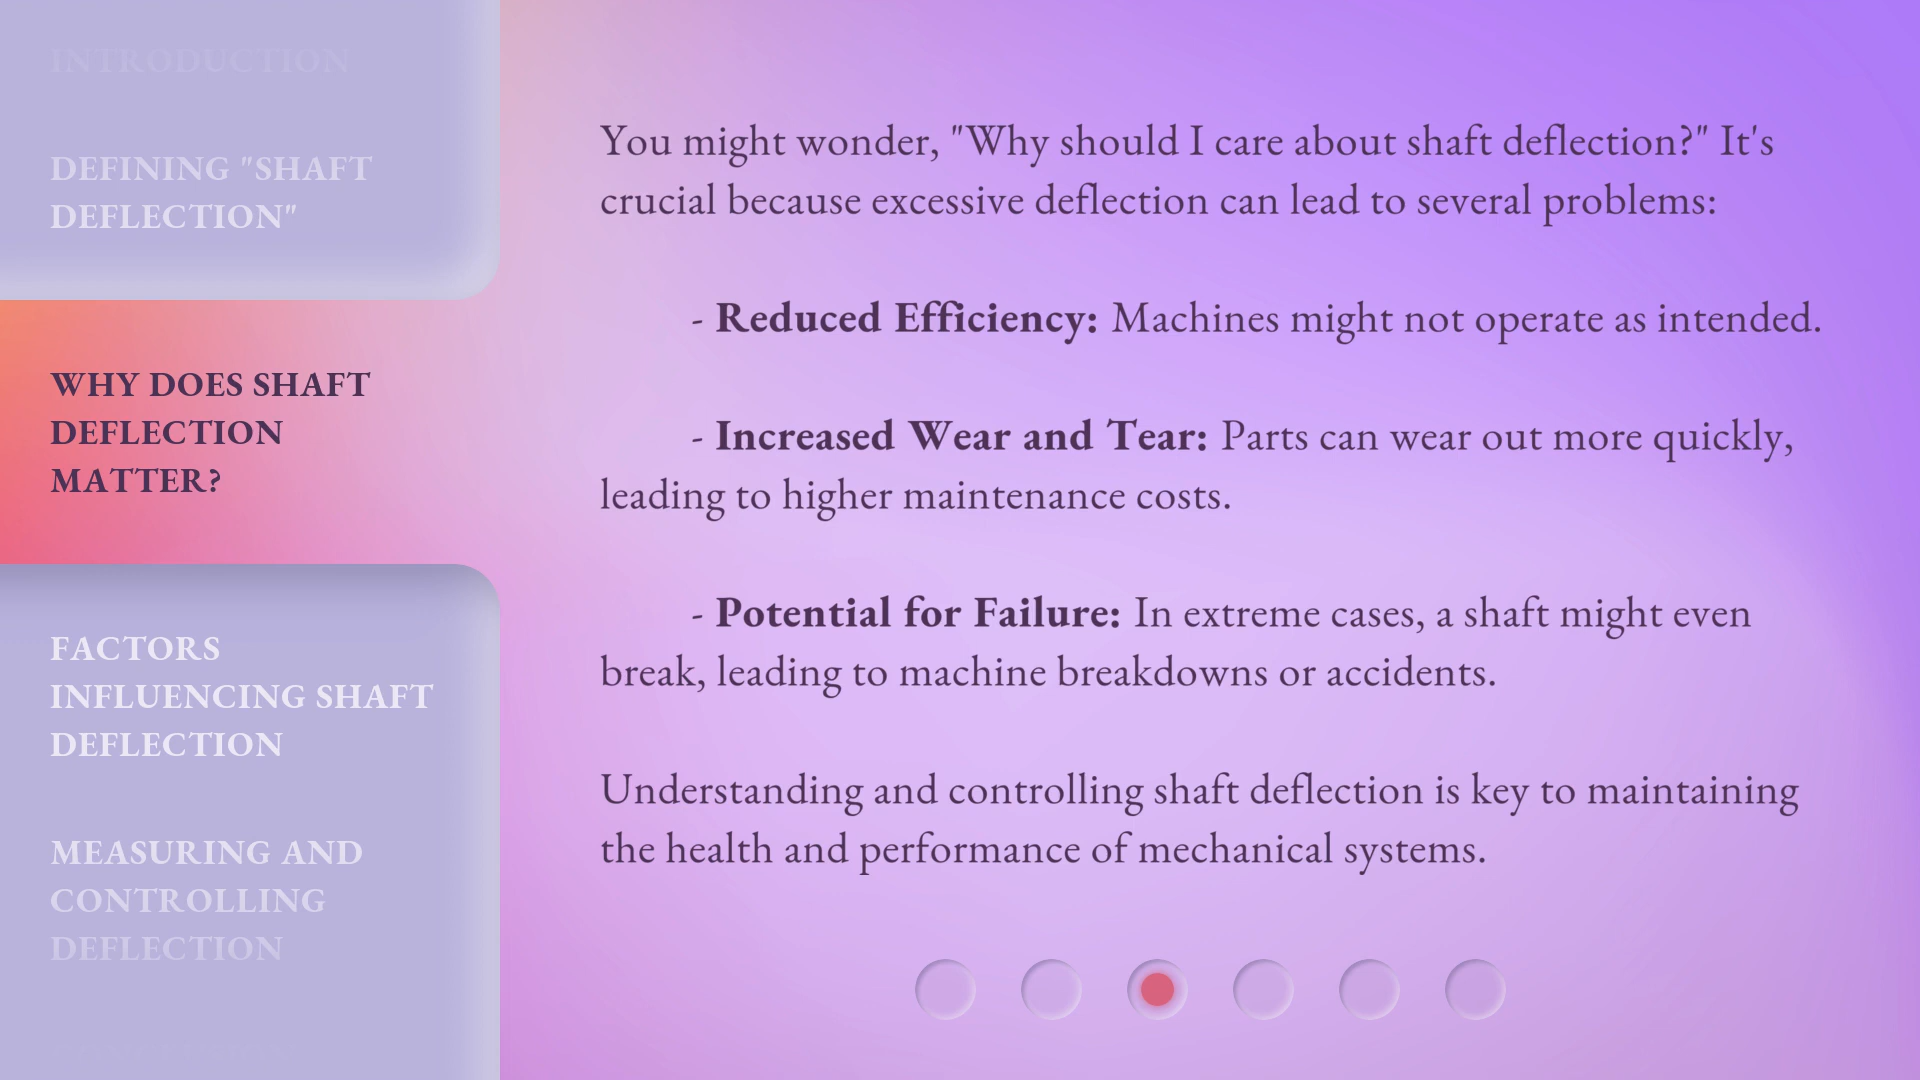 INTRODUCTION
DEFINING "SHAFT
DEFLECTION"
WHY DOES SHAFT
DEFLECTION
MATTER?
FACTORS
INFLUENCING SHAFT
DEFLECTION
MEASURING AND
CONTROLLING
DEFLECTION
You might wonder, "Why should I care about shaft deflection?" It's
crucial because excessive deflection can lead to several problems:
- Reduced Efficiency: Machines might not operate as intended.
- Increased Wear and Tear: Parts can wear out more quickly,
leading to higher maintenance costs.
- Potential for Failure: In extreme cases, a shaft might even
break, leading to machine breakdowns or accidents.
Understanding and controlling shaft deflection is key to maintaining
the health and performance of mechanical systems.